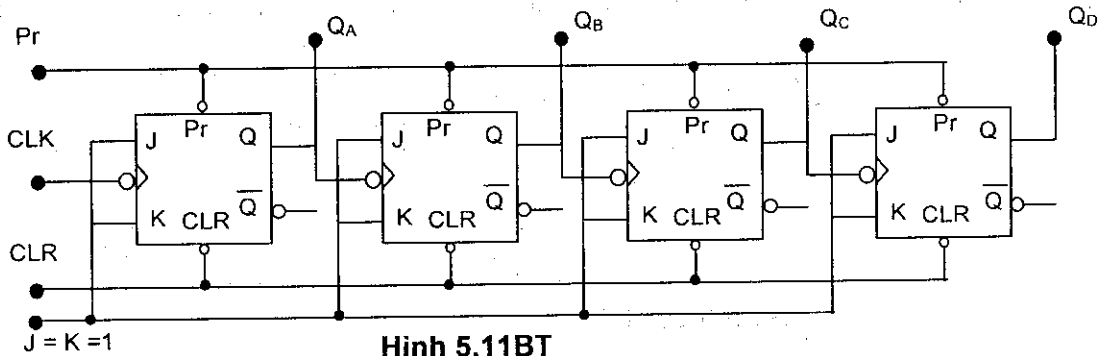 Pr
Q_A
Q_B
Q_C
Q_D
CLK
J Pr Q
K CLR Q̅
J Pr Q
K CLR Q̅
J Pr Q
K CLR Q̅
J Pr Q
K CLR Q̅
CLR
J = K =1
Hình 5.11BT